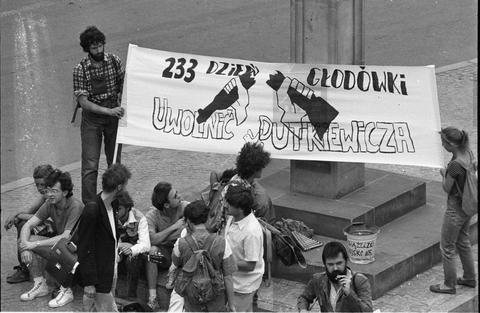 233 DZIEŃ GŁODÓWKI
UWOLNIĆ DUTKIEWICZA